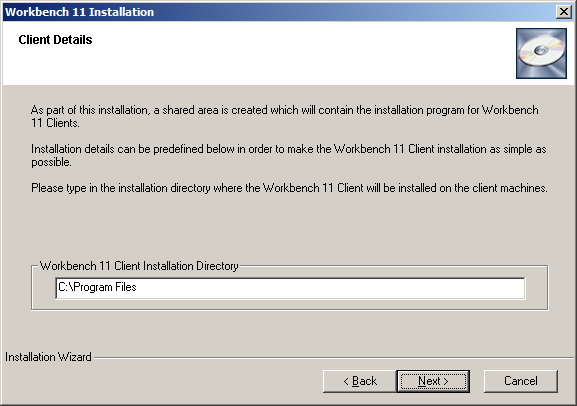 Workbench 11 Installation
Client Details
As part of this installation, a shared area is created which will contain the installation program for Workbench
11 Clients.
Installation details can be predefined below in order to make the Workbench 11 Client installation as simple as
possible.
Please type in the installation directory where the Workbench 11 Client will be installed on the client machines.
Workbench 11 Client Installation Directory
C:\Program Files
Installation Wizard
< Back
Next >
Cancel